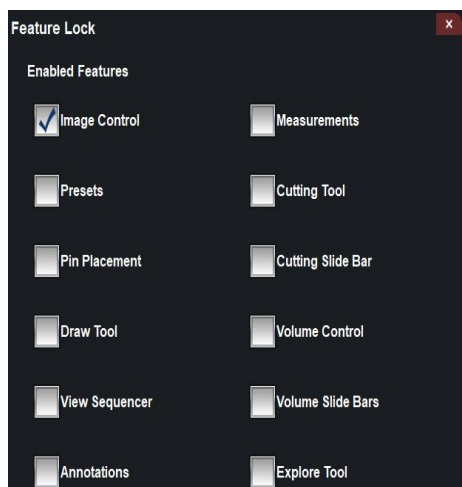 Feature Lock
x
Enabled Features
Image Control
Measurements
Presets
Cutting Tool
Pin Placement
Cutting Slide Bar
Draw Tool
Volume Control
View Sequencer
Volume Slide Bars
Annotations
Explore Tool